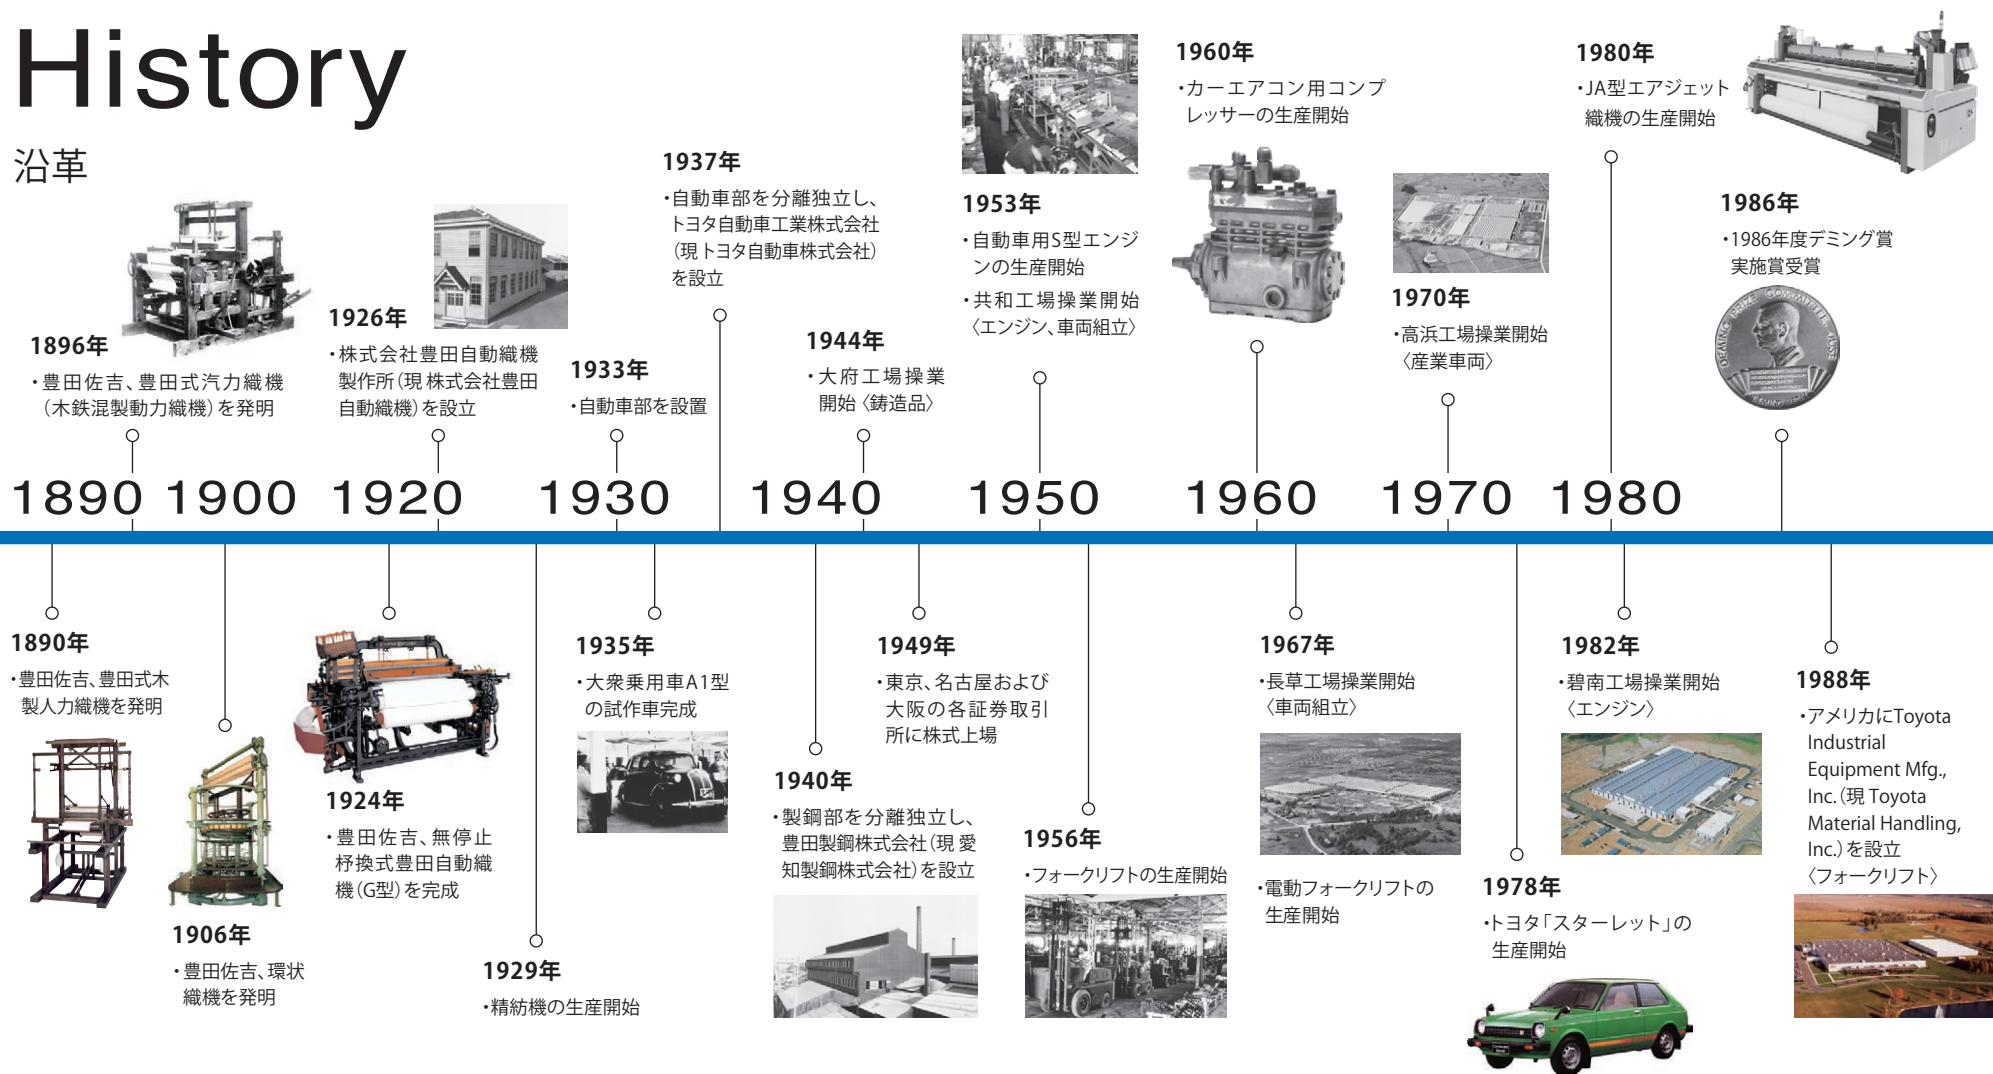 History
沿革
1896年
・豊田佐吉、豊田式汽力織機
（木鉄混製動力織機）を発明
1926年
・株式会社豊田自動織機
製作所（現 株式会社豊田
自動織機）を設立
1933年
・自動車部を設置
1937年
・自動車部を分離独立し、
トヨタ自動車工業株式会社
（現 トヨタ自動車株式会社）
を設立
1944年
・大府工場操業
開始〈鋳造品〉
1953年
・自動車用S型エンジ
ンの生産開始
・共和工場操業開始
〈エンジン、車両組立〉
1960年
・カーエアコン用コンプ
レッサーの生産開始
1970年
・高浜工場操業開始
〈産業車両〉
1980年
・JA型エアジェット
織機の生産開始
1986年
・1986年度デミング賞
実施賞受賞
DEMING PRIZE COMMITTEE JUSE
1890 1900 1920 1930 1940 1950 1960 1970 1980
1890年
・豊田佐吉、豊田式木
製人力織機を発明
1906年
・豊田佐吉、環状
織機を発明
1924年
・豊田佐吉、無停止
杼換式豊田自動織
機（G型）を完成
1929年
・精紡機の生産開始
1935年
・大衆乗用車A1型
の試作車完成
1940年
・製鋼部を分離独立し、
豊田製鋼株式会社（現 愛
知製鋼株式会社）を設立
1949年
・東京、名古屋および
大阪の各証券取引
所に株式上場
1956年
・フォークリフトの生産開始
1967年
・長草工場操業開始
〈車両組立〉
・電動フォークリフトの
生産開始
1978年
・トヨタ「スターレット」の
生産開始
1982年
・碧南工場操業開始
〈エンジン〉
1988年
・アメリカにToyota
Industrial
Equipment Mfg.,
Inc.（現 Toyota
Material Handling,
Inc.）を設立
〈フォークリフト〉